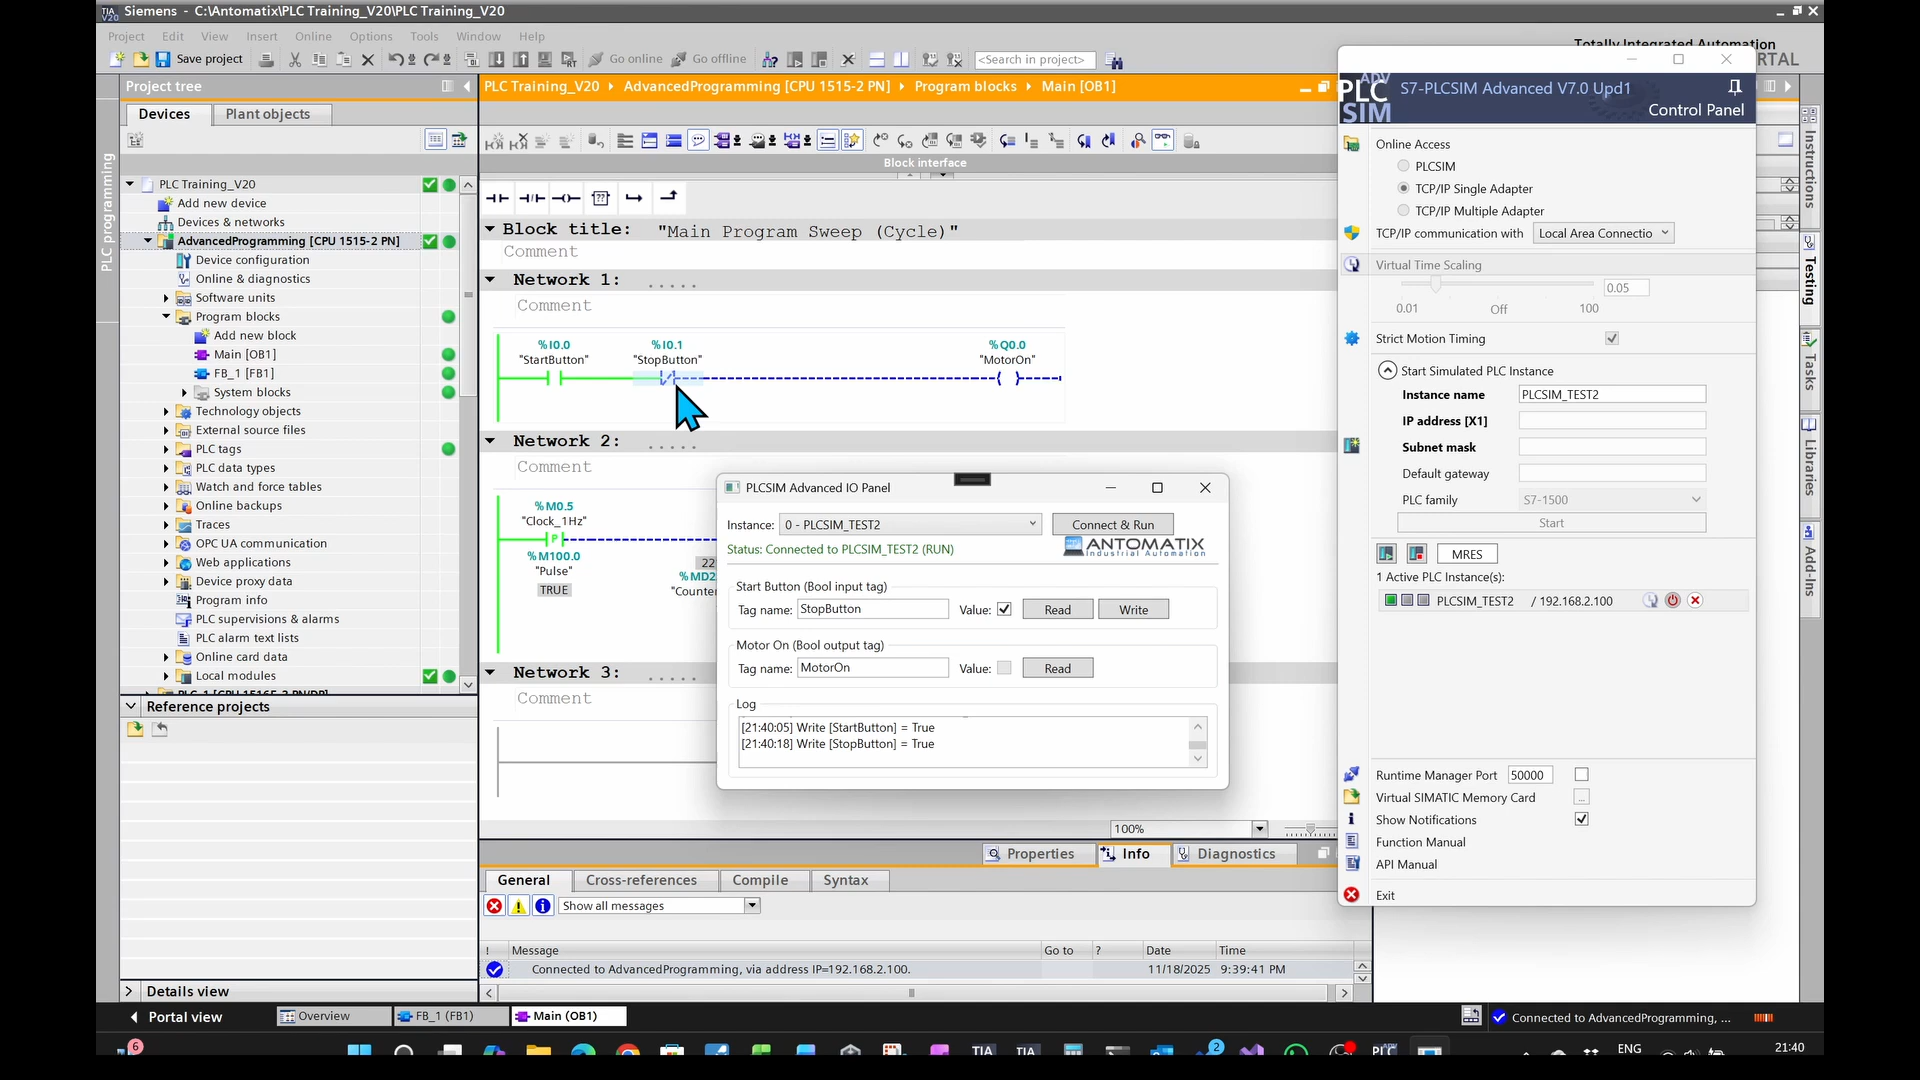 Siemens - C:\Antomatix\PLC Training_V20\PLC Training_V20
Project Edit View Insert Online Options Tools Window Help
Save project
Go online
Go offline
<Search in project>
Totally Integrated Automation
PORTAL
Project tree
Devices
Plant objects
PLC programming
PLC Training_V20
Add new device
Devices & networks
AdvancedProgramming [CPU 1515-2 PN]
Device configuration
Online & diagnostics
Software units
Program blocks
Add new block
Main [OB1]
FB_1 [FB1]
System blocks
Technology objects
External source files
PLC tags
PLC data types
Watch and force tables
Online backups
Traces
OPC UA communication
Web applications
Device proxy data
Program info
PLC supervisions & alarms
PLC alarm text lists
Online card data
Local modules
Reference projects
Details view
PLC Training_V20 AdvancedProgramming [CPU 1515-2 PN] Program blocks Main [OB1]
Block interface
Block title: "Main Program Sweep (Cycle)"
Comment
Network 1: .....
Comment
%I0.0
"StartButton"
%I0.1
"StopButton"
%Q0.0
"MotorOn"
Network 2: .....
Comment
%M0.5
"Clock_1Hz"
P
%M100.0
"Pulse"
TRUE
22
%MD2
"Counter
Network 3: .....
Comment
100%
PLCSIM Advanced IO Panel
Instance: 0 - PLCSIM_TEST2 Connect & Run
Status: Connected to PLCSIM_TEST2 (RUN)
ANTOMATIX
Industrial Automation
Start Button (Bool input tag)
Tag name: StopButton Value: Read Write
Motor On (Bool output tag)
Tag name: MotorOn Value: Read
Log
[21:40:05] Write [StartButton] = True
[21:40:18] Write [StopButton] = True
Properties Info Diagnostics
General Cross-references Compile Syntax
Show all messages
! Message Go to ? Date Time
Connected to AdvancedProgramming, via address IP=192.168.2.100. 11/18/2025 9:39:41 PM
PLC SIM ADV
S7-PLCSIM Advanced V7.0 Upd1
Control Panel
Online Access
PLCSIM
TCP/IP Single Adapter
TCP/IP Multiple Adapter
TCP/IP communication with Local Area Connectio
Virtual Time Scaling
0.05
0.01 Off 100
Strict Motion Timing
Start Simulated PLC Instance
Instance name PLCSIM_TEST2
IP address [X1]
Subnet mask
Default gateway
PLC family S7-1500
Start
MRES
1 Active PLC Instance(s):
PLCSIM_TEST2 / 192.168.2.100
Runtime Manager Port 50000
Virtual SIMATIC Memory Card ...
Show Notifications
Function Manual
API Manual
Exit
Instructions
Testing
Tasks
Libraries
Add-Ins
Portal view
Overview
FB_1 (FB1)
Main (OB1)
Connected to AdvancedProgramming, ...
6
TIA
TIA
2
PLC
ENG
21:40